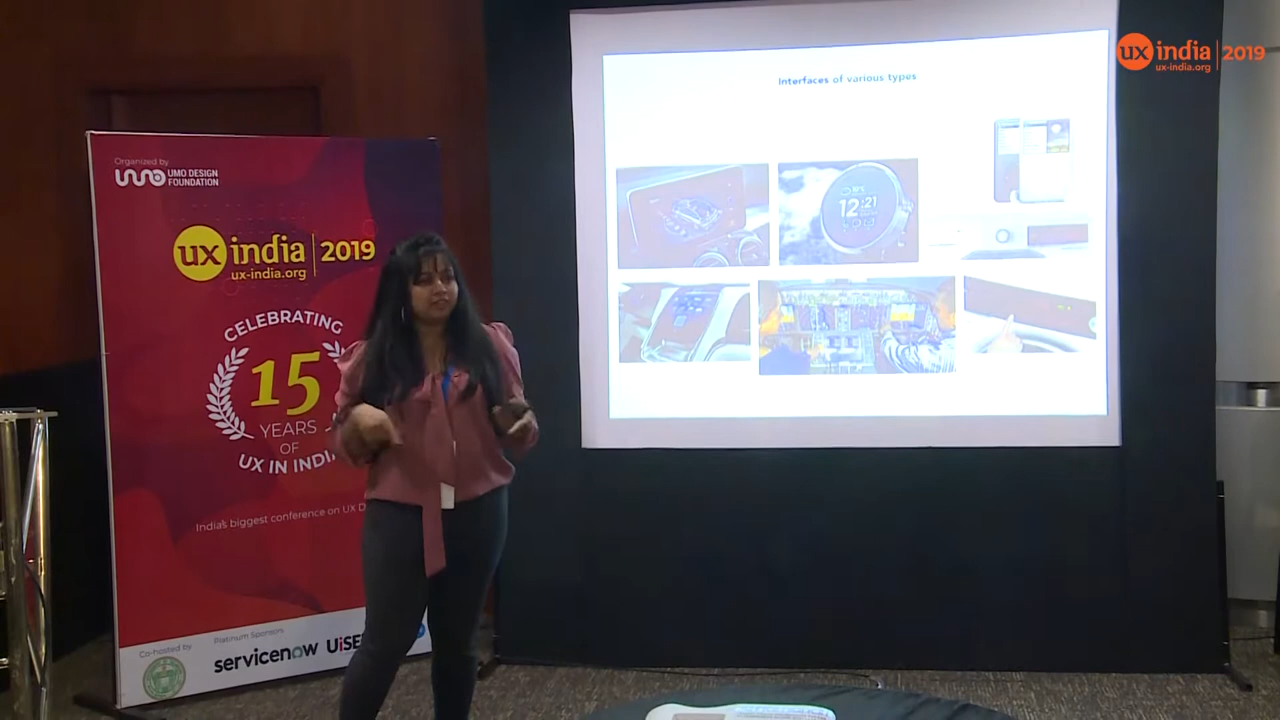 Organized by
UMO DESIGN
FOUNDATION
ux india 2019
ux-india.org
CELEBRATING
15
YEARS
OF
UX IN INDI
India's biggest conference on UX D
Platinum Sponsors
Co-hosted by
servicenow UiSE
Interfaces of various types
12:21
ux india 2019
ux-india.org